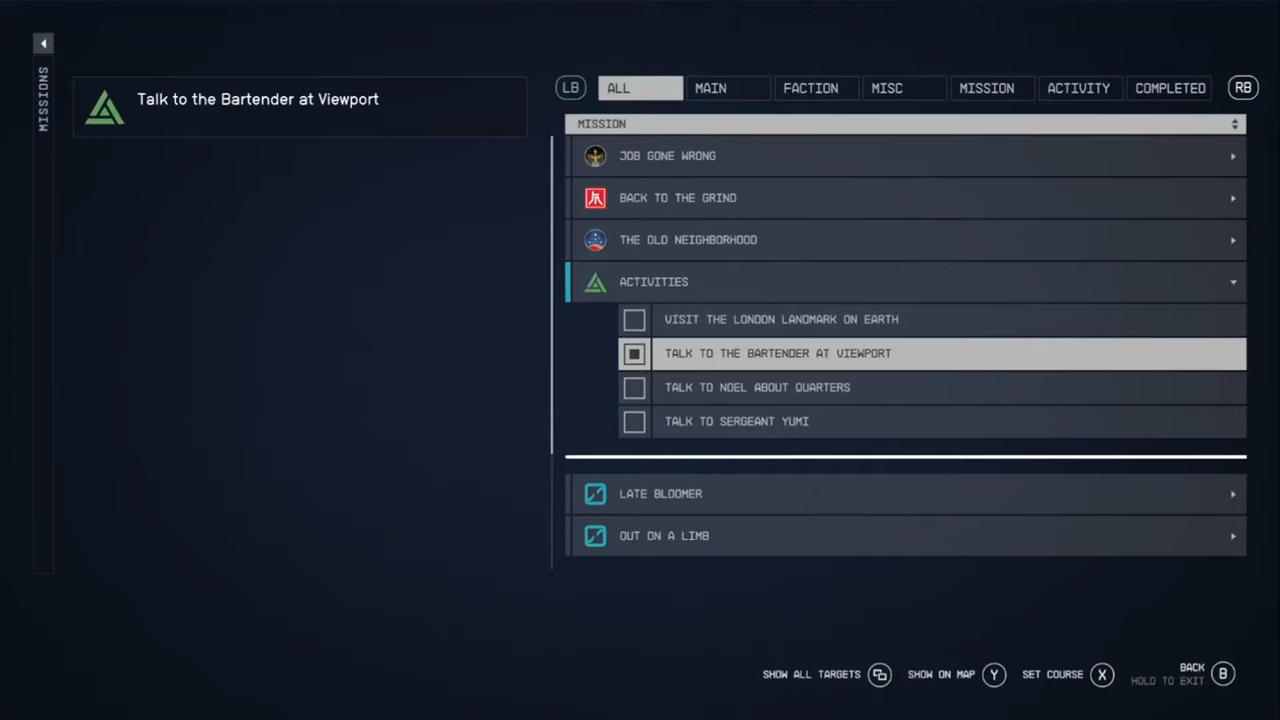 MISSIONS
Talk to the Bartender at Viewport
LB
ALL
MAIN
FACTION
MISC
MISSION
ACTIVITY
COMPLETED
RB
MISSION
JOB GONE WRONG
BACK TO THE GRIND
THE OLD NEIGHBORHOOD
ACTIVITIES
VISIT THE LONDON LANDMARK ON EARTH
TALK TO THE BARTENDER AT VIEWPORT
TALK TO NOEL ABOUT QUARTERS
TALK TO SERGEANT YUMI
LATE BLOOMER
OUT ON A LIMB
SHOW ALL TARGETS
SHOW ON MAP Y
SET COURSE X
BACK B
HOLD TO EXIT